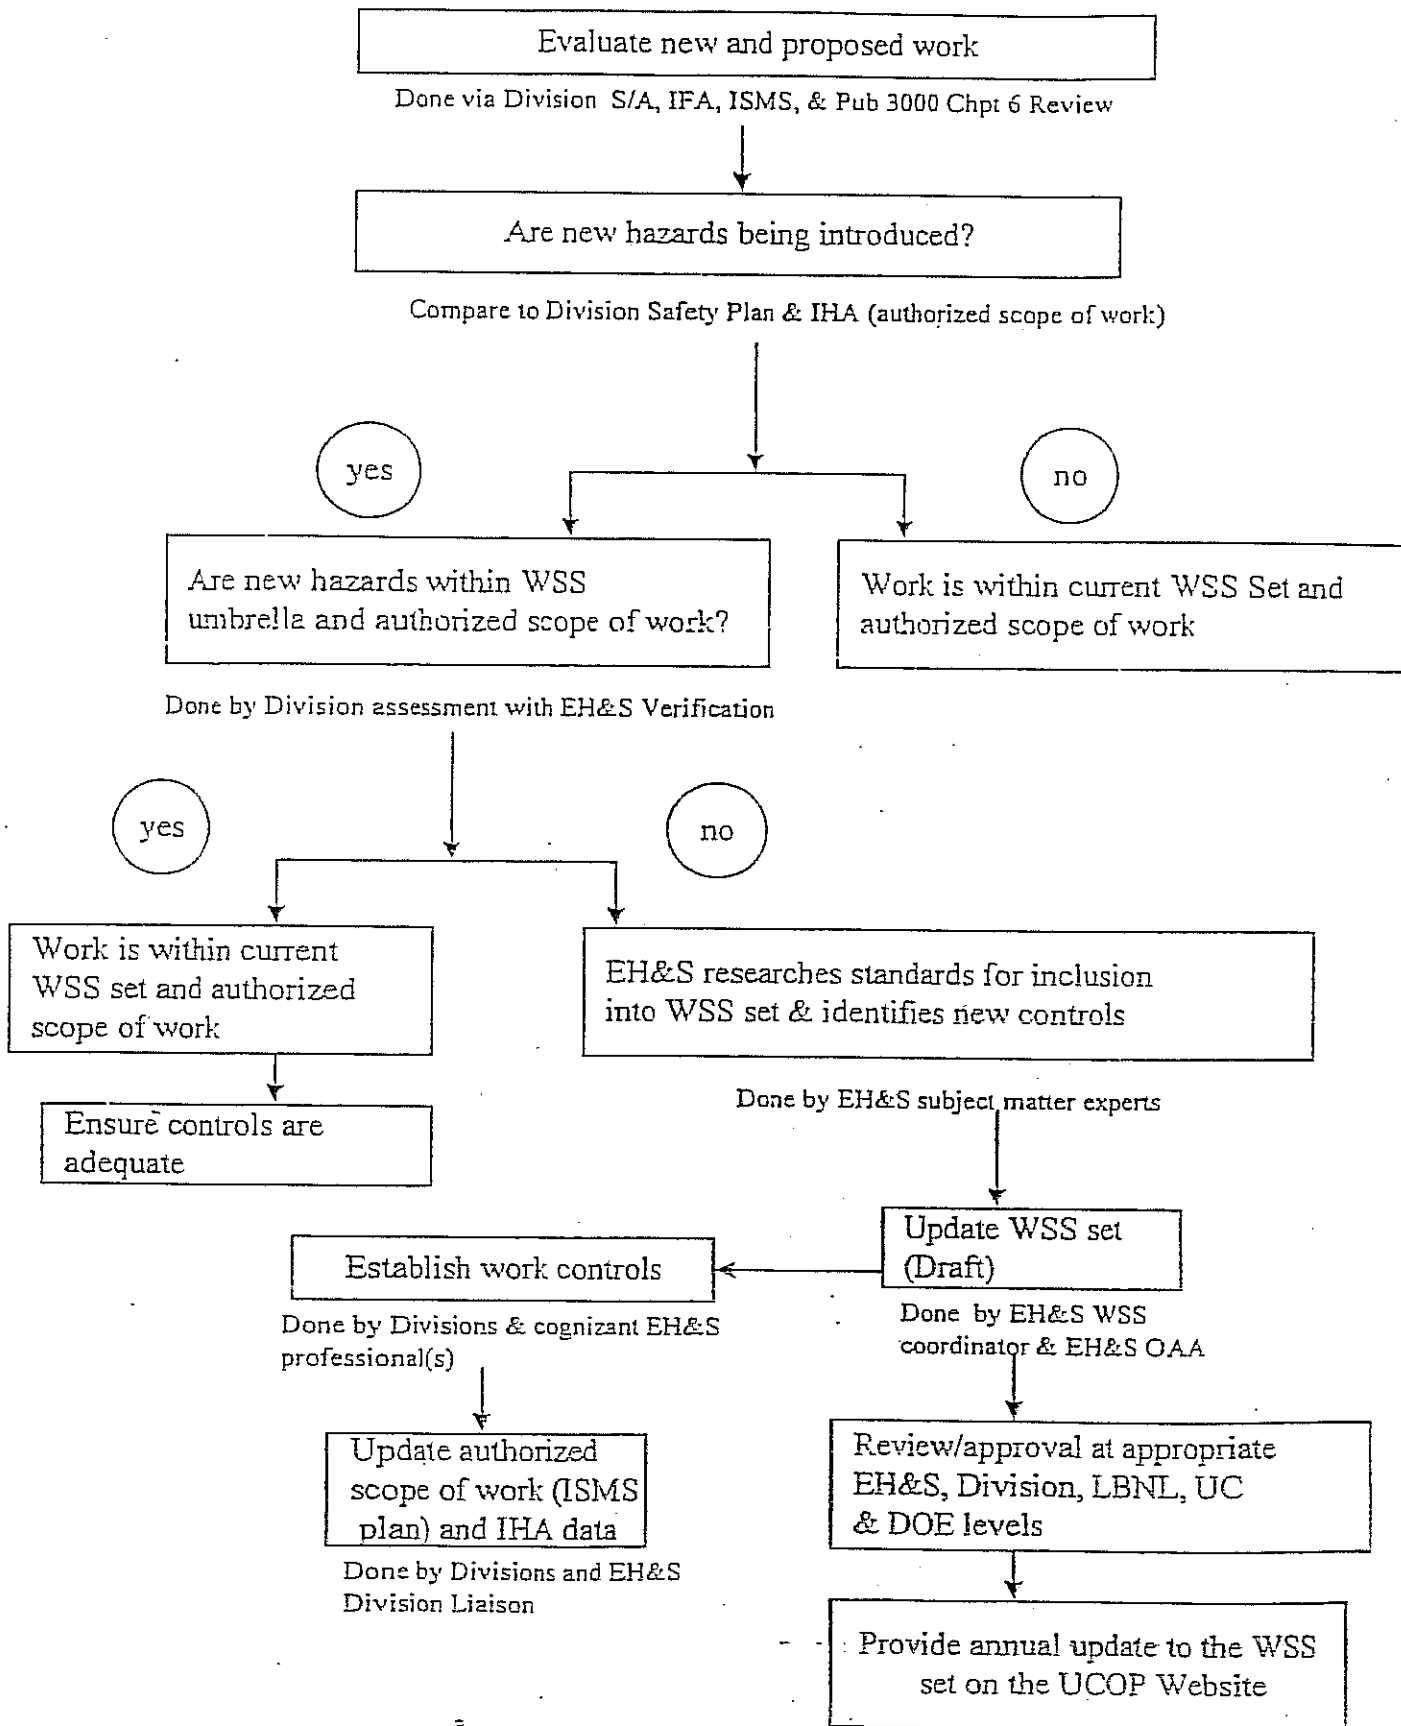 Evaluate new and proposed work
Done via Division S/A, IFA, ISMS, & Pub 3000 Chpt 6 Review
Are new hazards being introduced?
Compare to Division Safety Plan & IHA (authorized scope of work)
yes
no
Are new hazards within WSS
umbrella and authorized scope of work?
Work is within current WSS Set and
authorized scope of work
Done by Division assessment with EH&S Verification
yes
no
Work is within current
WSS set and authorized
scope of work
EH&S researches standards for inclusion
into WSS set & identifies new controls
Ensure controls are
adequate
Done by EH&S subject matter experts
Update WSS set
(Draft)
Establish work controls
Done by EH&S WSS
coordinator & EH&S OAA
Done by Divisions & cognizant EH&S
professional(s)
Update authorized
scope of work (ISMS
plan) and IHA data
Review/approval at appropriate
EH&S, Division, LBNL, UC
& DOE levels
Done by Divisions and EH&S
Division Liaison
Provide annual update to the WSS
set on the UCOP Website